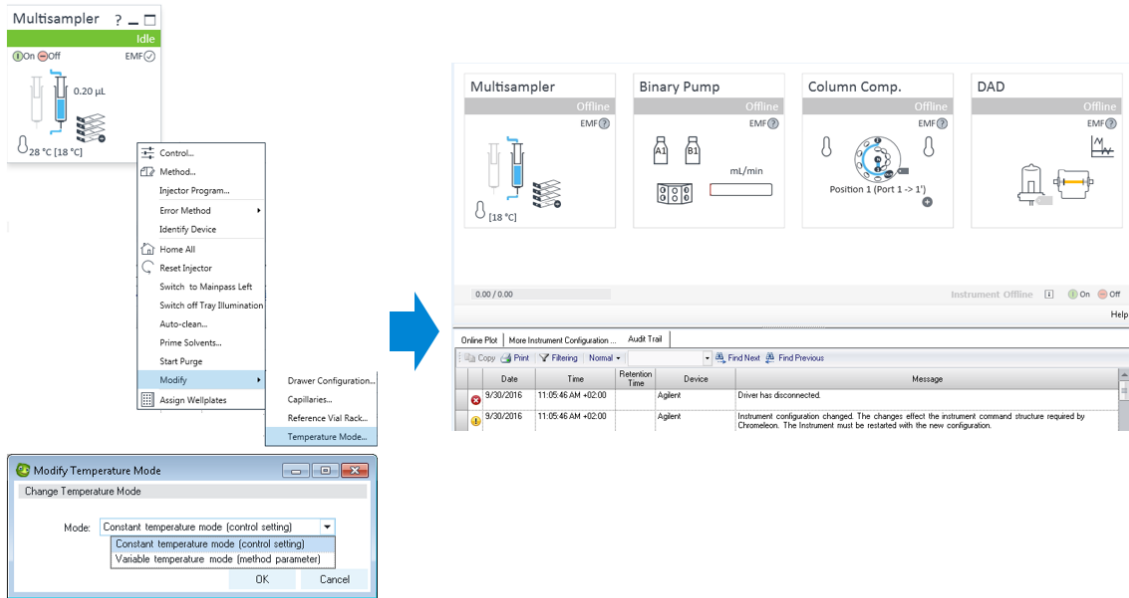 Multisampler ? _
Idle
On Off EMF
0.20 µL
28 °C [18 °C]
Control...
Method...
Injector Program...
Error Method
Identify Device
Home All
Reset Injector
Switch to Mainpass Left
Switch off Tray Illumination
Auto-clean...
Prime Solvents...
Start Purge
Modify
Assign Wellplates
Drawer Configuration...
Capillaries...
Reference Vial Rack...
Temperature Mode...
Modify Temperature Mode
Change Temperature Mode
Mode: Constant temperature mode (control setting)
Constant temperature mode (control setting)
Variable temperature mode (method parameter)
OK Cancel
Multisampler
Offline
EMF ?
[18 °C]
Binary Pump
Offline
EMF ?
A1 B1
mL/min
Column Comp.
Offline
EMF ?
Position 1 (Port 1 -> 1')
DAD
Offline
EMF ?
0.00 / 0.00
Instrument Offline i On Off
Help
Online Plot More Instrument Configuration ... Audit Trail
Copy Print Filtering Normal Find Next Find Previous
Date Time Retention Time Device Message
9/30/2016 11:05:46 AM +02:00 Agilent Driver has disconnected.
9/30/2016 11:05:46 AM +02:00 Agilent Instrument configuration changed. The changes effect the instrument command structure required by
Chromeleon. The Instrument must be restarted with the new configuration.